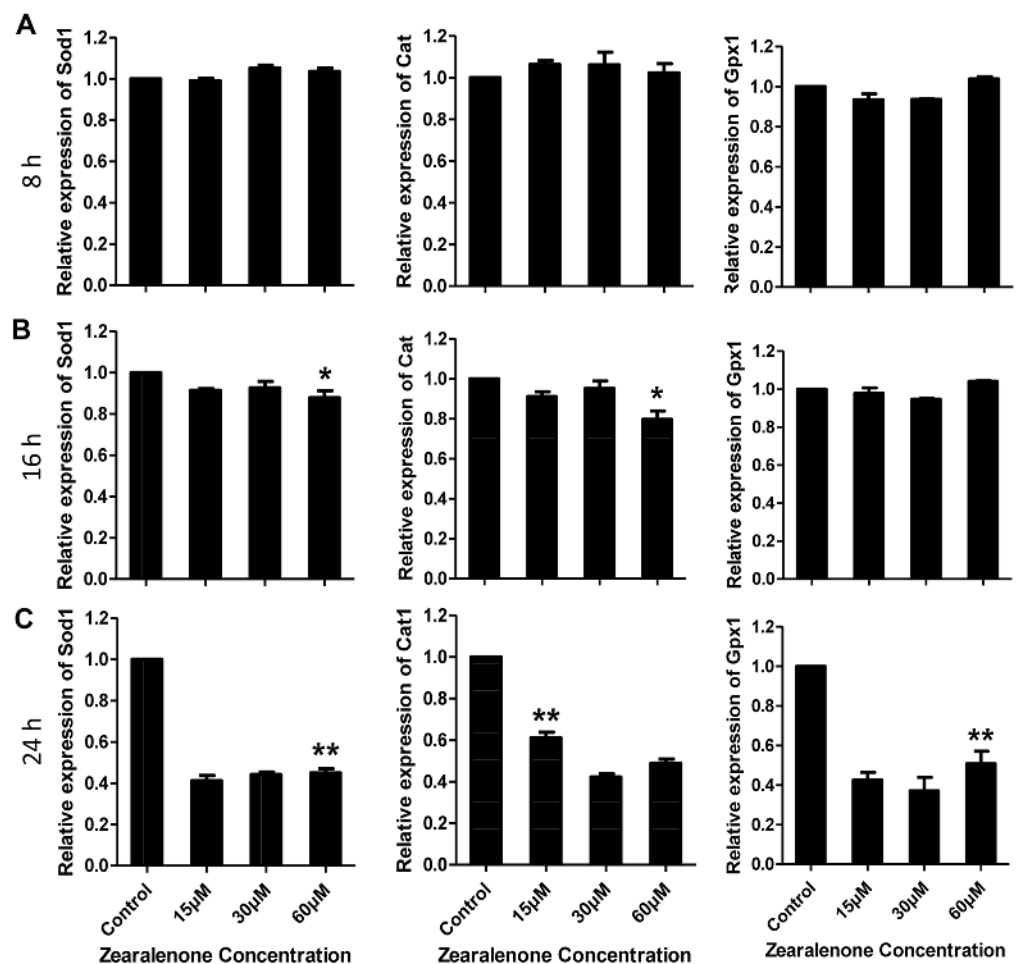 A
8 h
Relative expression of Sod1
1.2
1.0
0.8
0.6
0.4
0.2
0.0
Relative expression of Cat
1.2
1.0
0.8
0.6
0.4
0.2
0.0
Relative expression of Gpx1
1.2
1.0
0.8
0.6
0.4
0.2
0.0
B
16 h
Relative expression of Sod1
1.2
1.0
0.8
0.6
0.4
0.2
0.0
*
Relative expression of Cat
1.2
1.0
0.8
0.6
0.4
0.2
0.0
*
Relative expression of Gpx1
1.2
1.0
0.8
0.6
0.4
0.2
0.0
C
24 h
Relative expression of Sod1
1.2
1.0
0.8
0.6
0.4
0.2
0.0
**
Control
15μM
30μM
60μM
Zearalenone Concentration
Relative expression of Cat1
1.2
1.0
0.8
0.6
0.4
0.2
0.0
**
Control
15μM
30μM
60μM
Zearalenone Concentration
Relative expression of Gpx1
1.2
1.0
0.8
0.6
0.4
0.2
0.0
**
Control
15μM
30μM
60μM
Zearalenone Concentration